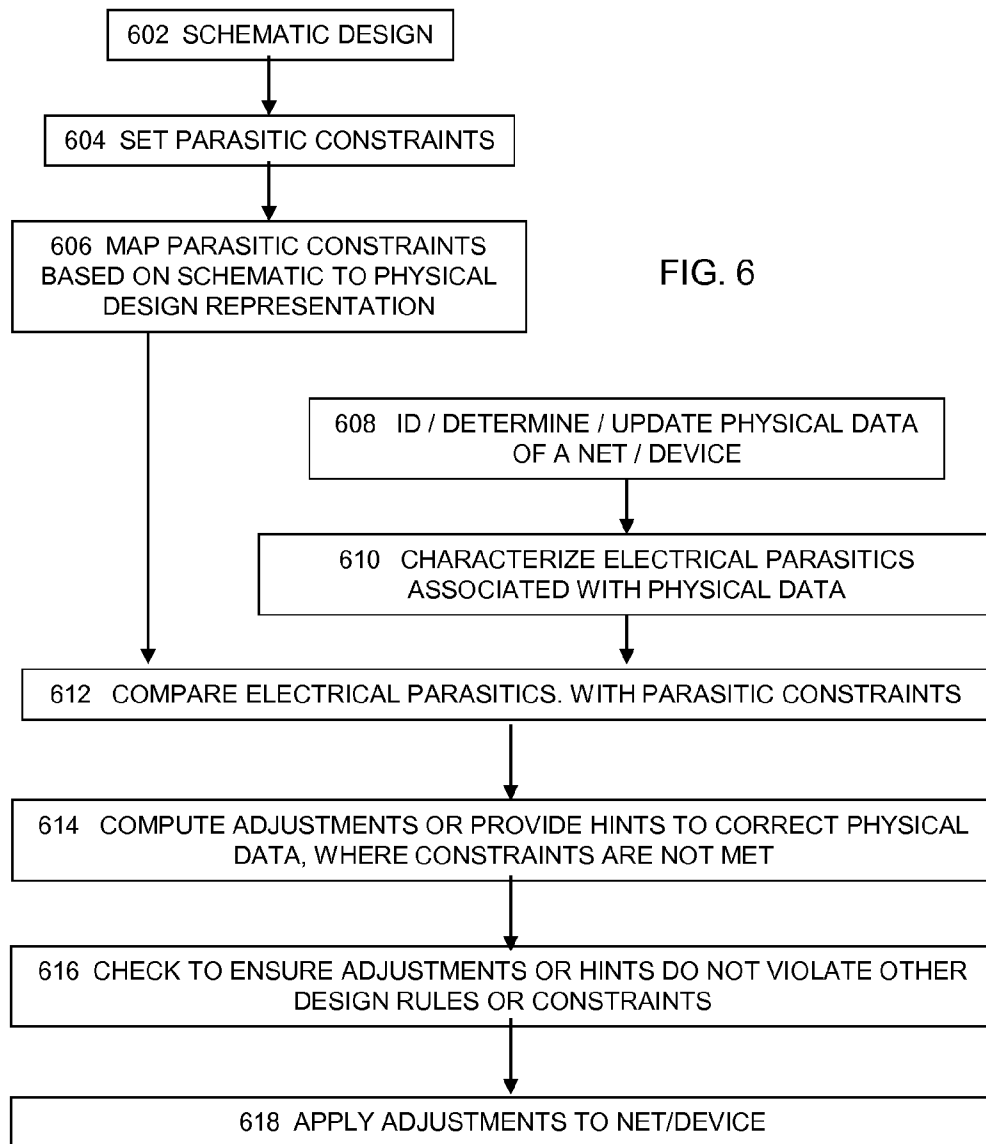 602 SCHEMATIC DESIGN
604 SET PARASITIC CONSTRAINTS
606 MAP PARASITIC CONSTRAINTS
BASED ON SCHEMATIC TO PHYSICAL
DESIGN REPRESENTATION
FIG. 6
608 ID / DETERMINE / UPDATE PHYSICAL DATA
OF A NET / DEVICE
610 CHARACTERIZE ELECTRICAL PARASITICS
ASSOCIATED WITH PHYSICAL DATA
612 COMPARE ELECTRICAL PARASITICS. WITH PARASITIC CONSTRAINTS
614 COMPUTE ADJUSTMENTS OR PROVIDE HINTS TO CORRECT PHYSICAL
DATA, WHERE CONSTRAINTS ARE NOT MET
616 CHECK TO ENSURE ADJUSTMENTS OR HINTS DO NOT VIOLATE OTHER
DESIGN RULES OR CONSTRAINTS
618 APPLY ADJUSTMENTS TO NET/DEVICE